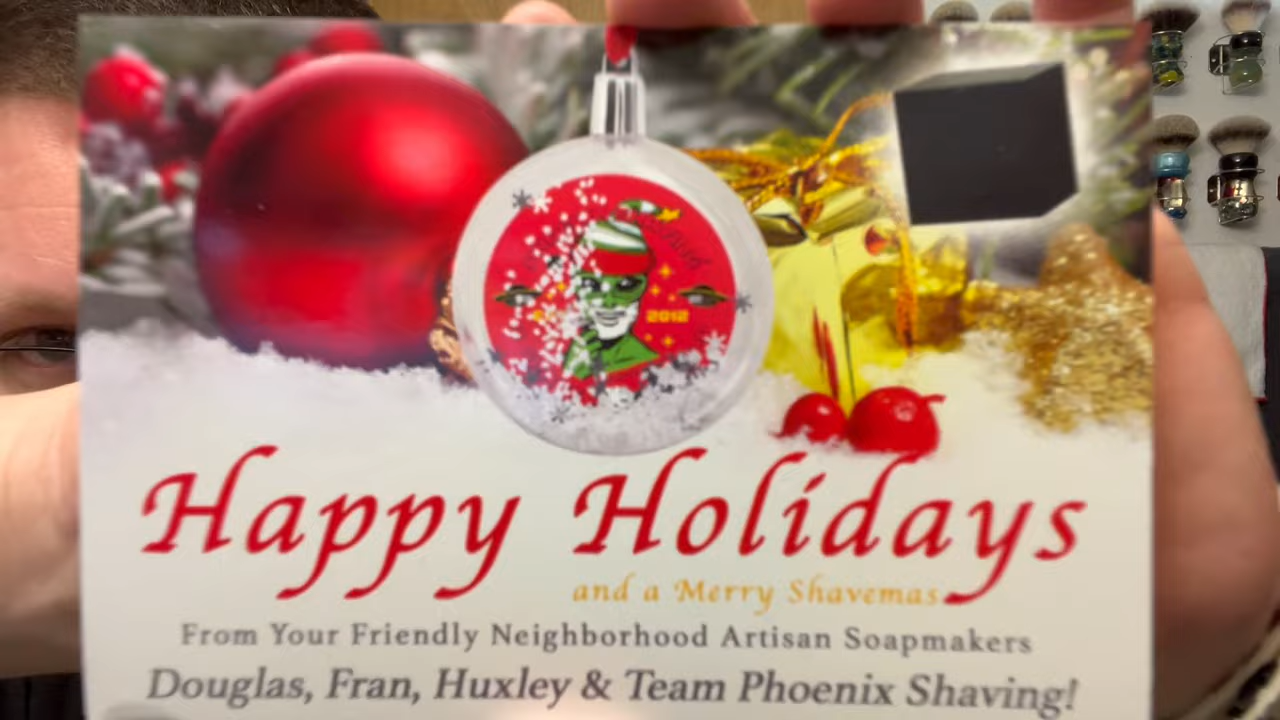 2012
Happy Holidays
and a Merry Shavemas
From Your Friendly Neighborhood Artisan Soapmakers
Douglas, Fran, Huxley & Team Phoenix Shaving!